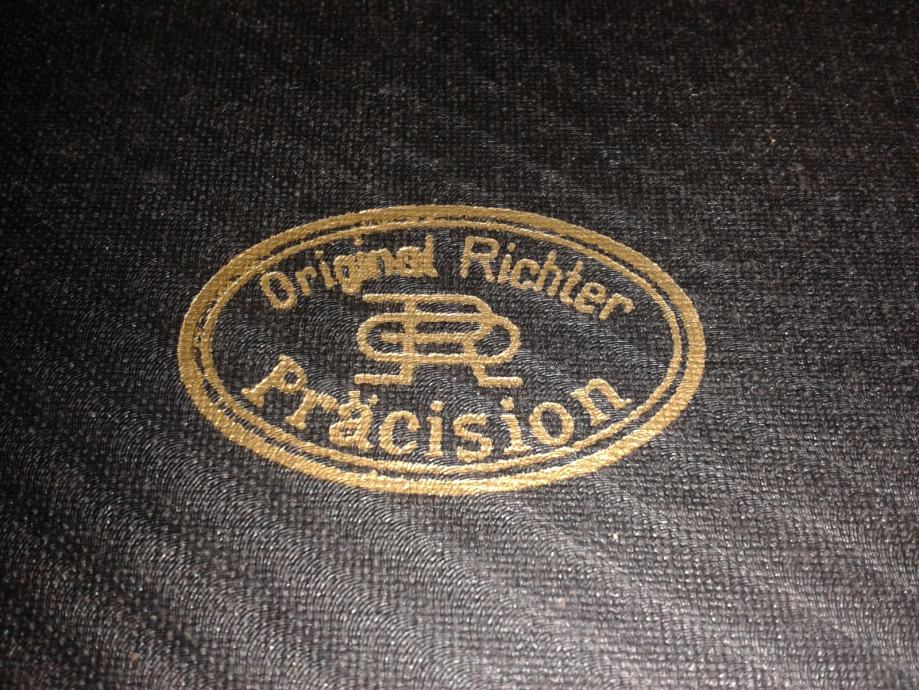 Original Richter
Präcision